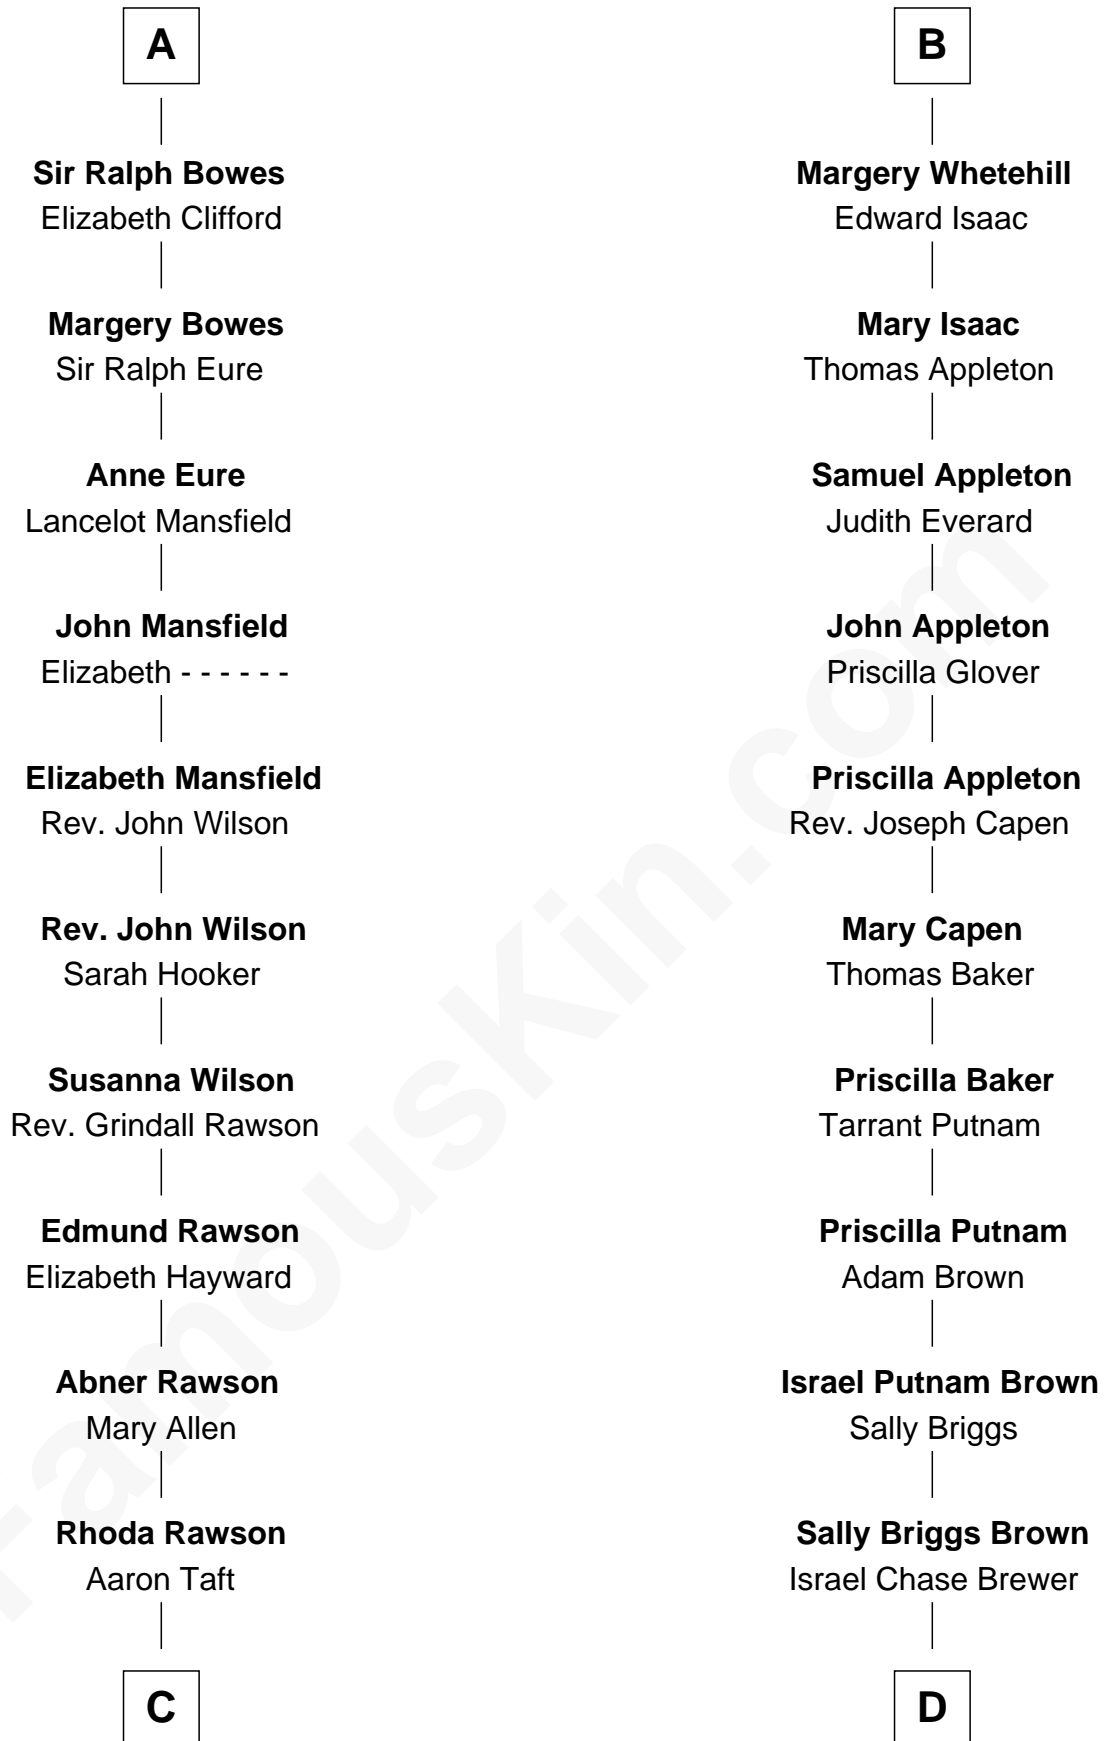 A
Sir Ralph Bowes
Elizabeth Clifford
Margery Bowes
Sir Ralph Eure
Anne Eure
Lancelot Mansfield
John Mansfield
Elizabeth - - - - - -
Elizabeth Mansfield
Rev. John Wilson
Rev. John Wilson
Sarah Hooker
Susanna Wilson
Rev. Grindall Rawson
Edmund Rawson
Elizabeth Hayward
Abner Rawson
Mary Allen
Rhoda Rawson
Aaron Taft
C
B
Margery Whetehill
Edward Isaac
Mary Isaac
Thomas Appleton
Samuel Appleton
Judith Everard
John Appleton
Priscilla Glover
Priscilla Appleton
Rev. Joseph Capen
Mary Capen
Thomas Baker
Priscilla Baker
Tarrant Putnam
Priscilla Putnam
Adam Brown
Israel Putnam Brown
Sally Briggs
Sally Briggs Brown
Israel Chase Brewer
D
FamousKin.com